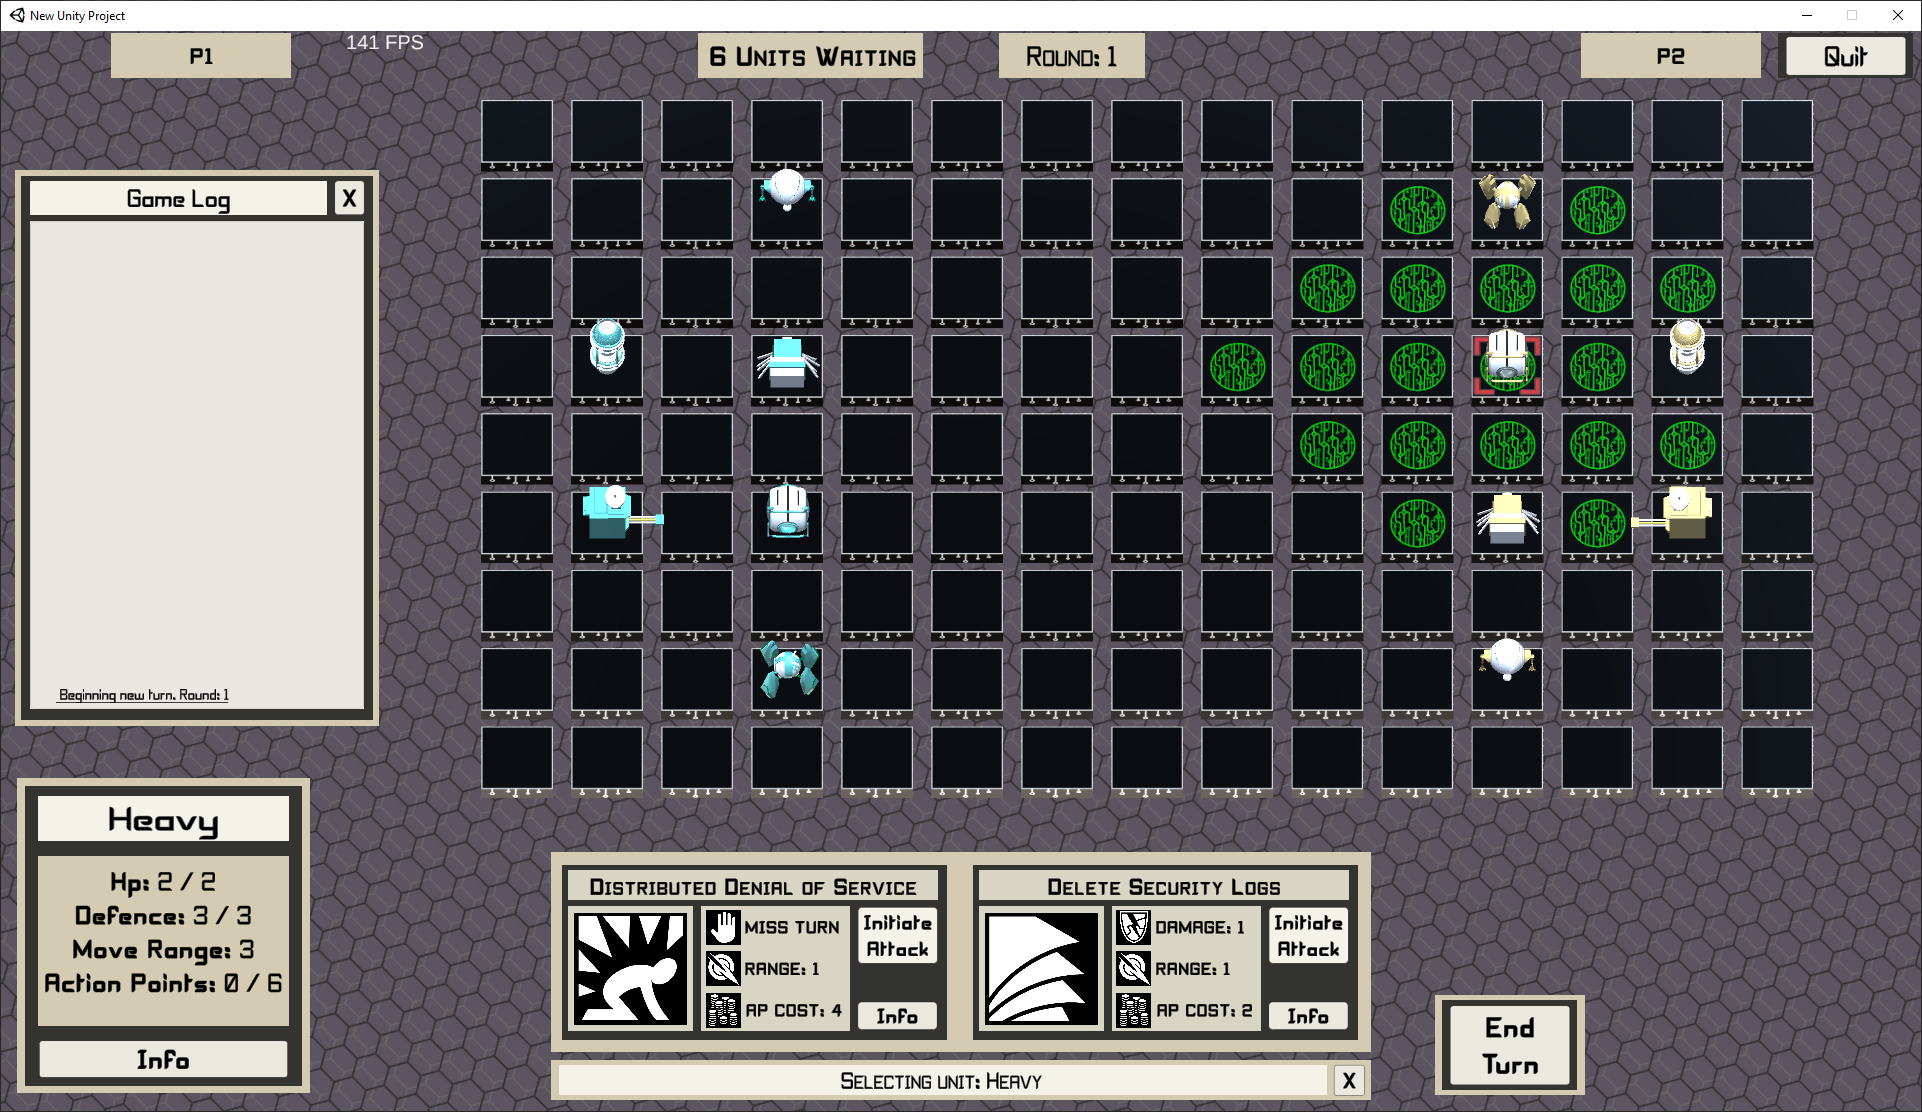 New Unity Project
P1
141 FPS
6 Units Waiting
Round: 1
P2
Quit
Game Log
X
Beginning new turn. Round: 1
Heavy
Hp: 2 / 2
Defence: 3 / 3
Move Range: 3
Action Points: 0 / 6
Info
Distributed Denial of Service
MISS TURN
RANGE: 1
AP COST: 4
Initiate
Attack
Info
Delete Security Logs
DAMAGE: 1
RANGE: 1
AP COST: 2
Initiate
Attack
Info
Selecting unit: Heavy
X
End
Turn